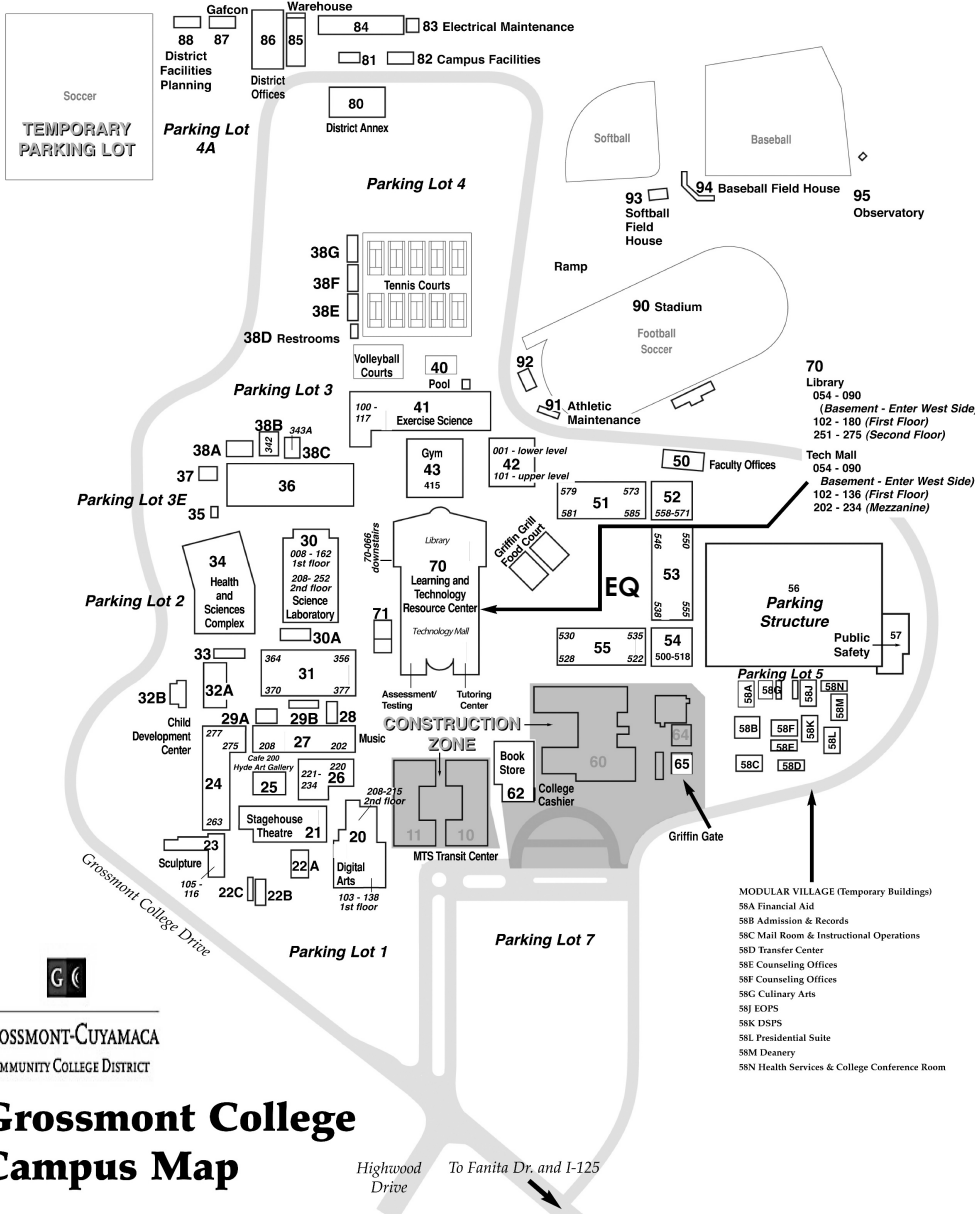 Gafcon
Warehouse
88
87
86
85
84
83 Electrical Maintenance
District
Facilities
Planning
81
82 Campus Facilities
District
Offices
80
District Annex
Soccer
TEMPORARY
PARKING LOT
Parking Lot
4A
Softball
Baseball
Parking Lot 4
93
Softball
Field
House
94 Baseball Field House
95
Observatory
38G
38F
38E
38D Restrooms
Tennis Courts
Ramp
90 Stadium
Football
Soccer
Volleyball
Courts
40
Pool
92
91 Athletic
Maintenance
Parking Lot 3
100 -
117
41
Exercise Science
70
Library
054 - 090
(Basement - Enter West Side)
102 - 180 (First Floor)
251 - 275 (Second Floor)
Tech Mall
054 - 090
Basement - Enter West Side)
102 - 136 (First Floor)
202 - 234 (Mezzanine)
38A
38B
342
343A
38C
Gym
43
415
001 - lower level
42
101 - upper level
50 Faculty Offices
37
36
Parking Lot 3E
35
579
573
51
581
585
52
558-571
34
Health
and
Sciences
Complex
30
008 - 162
1st floor
208- 252
2nd floor
Science
Laboratory
30A
70-066
downstairs
Library
70
Learning and
Technology
Resource Center
Technology Mall
Griffin Grill
Food Court
EQ
546
550
53
538
555
56
Parking
Structure
Public
Safety
57
Parking Lot 2
71
33
32A
32B
Child
Development
Center
364
356
31
370
377
530
535
55
528
522
54
500-518
Assessment/
Testing
Tutoring
Center
Parking Lot 5
58A
58G
58J
58N
58M
58B
58F
58K
58E
58L
58C
58D
29A
29B
28
Music
277
275
24
263
208
27
202
Cafe 200
Hyde Art Gallery
25
221-
234
220
26
CONSTRUCTION
ZONE
64
60
65
Book
Store
62
College
Cashier
Griffin Gate
Stagehouse
Theatre
21
208-215
2nd floor
20
Digital
Arts
103 - 138
1st floor
11
10
MTS Transit Center
23
Sculpture
105 -
116
22A
22C
22B
Grossmont College Drive
Parking Lot 1
Parking Lot 7
MODULAR VILLAGE (Temporary Buildings)
58A Financial Aid
58B Admission & Records
58C Mail Room & Instructional Operations
58D Transfer Center
58E Counseling Offices
58F Counseling Offices
58G Culinary Arts
58J EOPS
58K DSPS
58L Presidential Suite
58M Deanery
58N Health Services & College Conference Room
G C
OSSMONT-CUYAMACA
MMUNITY COLLEGE DISTRICT
Grossmont College
Campus Map
Highwood
Drive
To Fanita Dr. and I-125